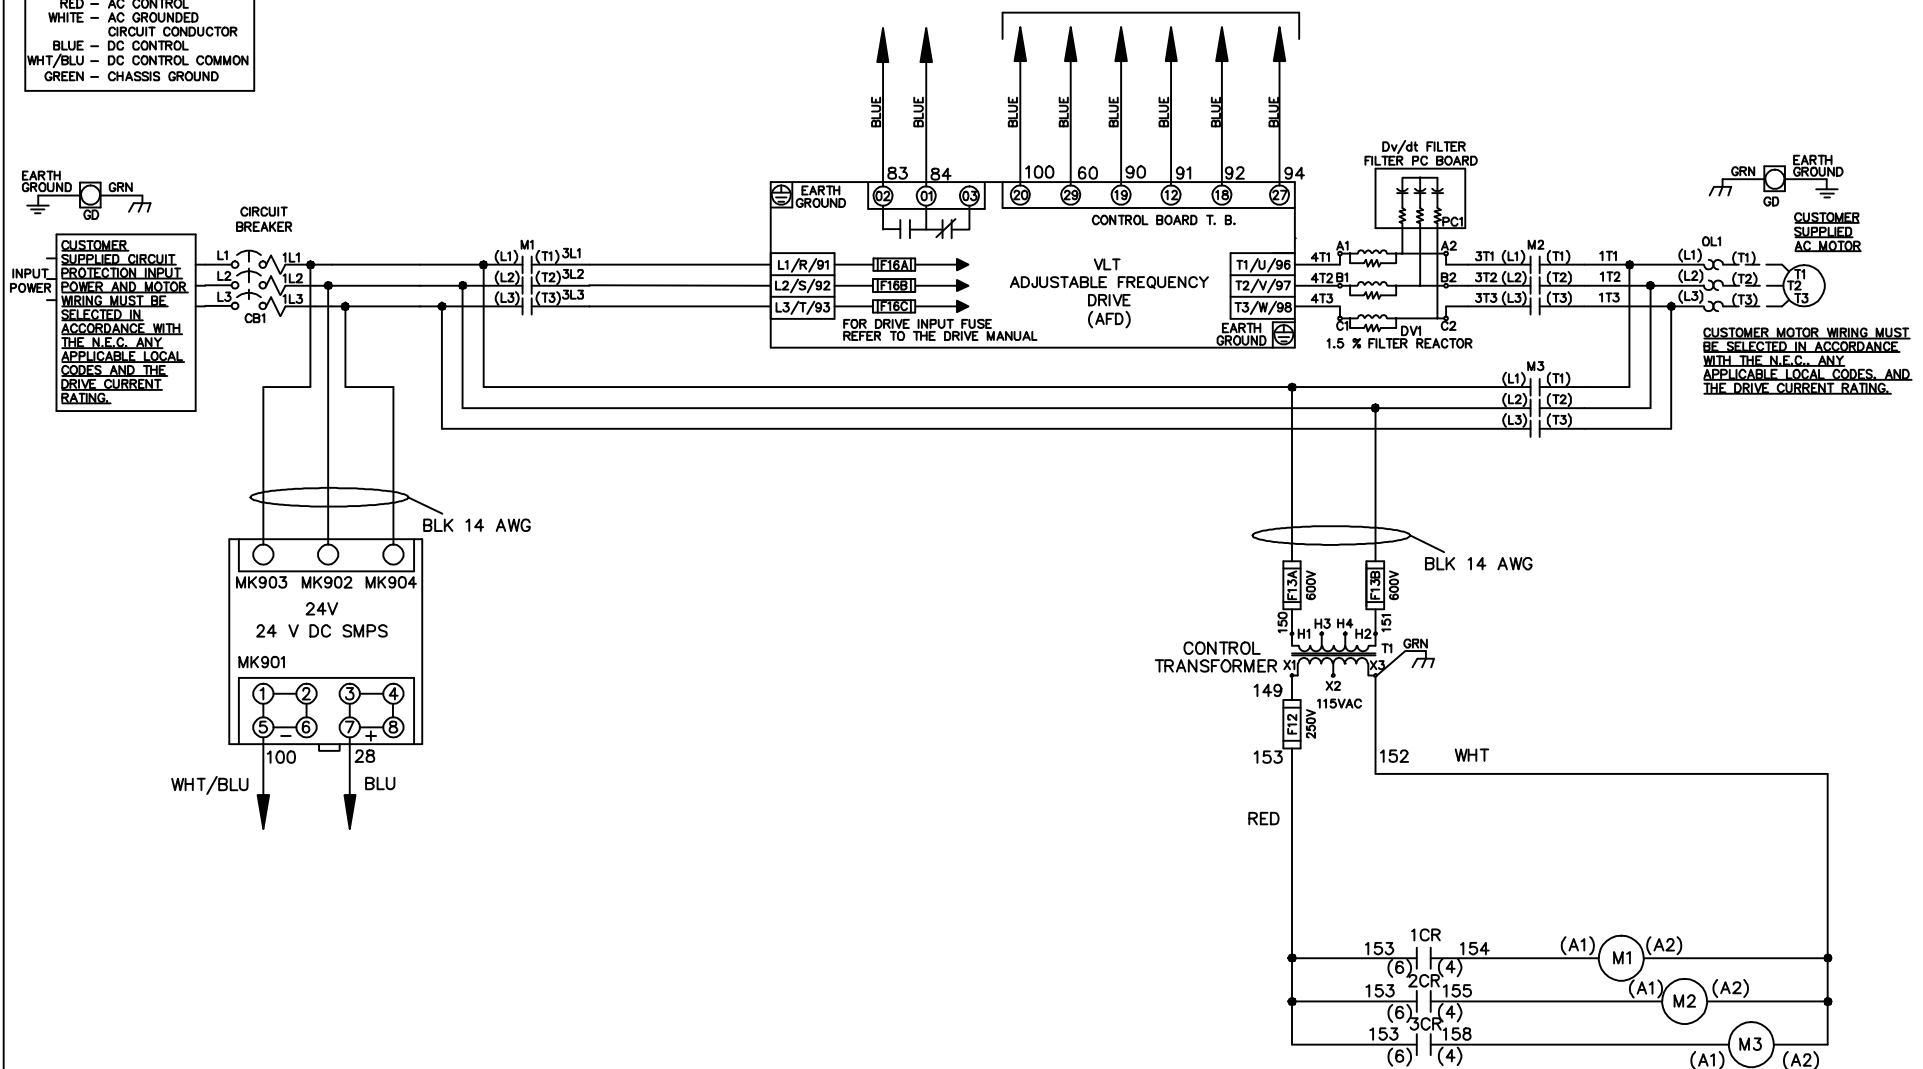 RED – AC CONTROL
WHITE – AC GROUNDED
CIRCUIT CONDUCTOR
BLUE – DC CONTROL
WHT/BLU – DC CONTROL COMMON
GREEN – CHASSIS GROUND
BLUE
BLUE
BLUE
BLUE
BLUE
BLUE
BLUE
BLUE
EARTH
GROUND
GRN
GD
CIRCUIT
BREAKER
CUSTOMER
SUPPLIED CIRCUIT
PROTECTION INPUT
POWER AND MOTOR
WIRING MUST BE
SELECTED IN
ACCORDANCE WITH
THE N.E.C. ANY
APPLICABLE LOCAL
CODES AND THE
DRIVE CURRENT
RATING.
INPUT
POWER
L1
L2
L3
1L1
1L2
1L3
CB1
M1
(L1) (T1) 3L1
(L2) (T2) 3L2
(L3) (T3) 3L3
83 84
100 60 90 91 92 94
EARTH
GROUND
02 01 03
20 29 19 12 18 27
CONTROL BOARD T. B.
L1/R/91
L2/S/92
L3/T/93
F16A
F16B
F16C
FOR DRIVE INPUT FUSE
REFER TO THE DRIVE MANUAL
VLT
ADJUSTABLE FREQUENCY
DRIVE
(AFD)
T1/U/96
T2/V/97
T3/W/98
EARTH
GROUND
4T1
4T2
4T3
Dv/dt FILTER
FILTER PC BOARD
PC1
A1 A2
B1 B2
C1 C2
DV1
1.5 % FILTER REACTOR
M2
3T1 (L1) (T1) 1T1
3T2 (L2) (T2) 1T2
3T3 (L3) (T3) 1T3
OL1
(L1) (T1)
(L2) (T2)
(L3) (T3)
T1
T2
T3
GRN
EARTH
GROUND
GD
CUSTOMER
SUPPLIED
AC MOTOR
CUSTOMER MOTOR WIRING MUST
BE SELECTED IN ACCORDANCE
WITH THE N.E.C., ANY
APPLICABLE LOCAL CODES, AND
THE DRIVE CURRENT RATING.
M3
(L1) (T1)
(L2) (T2)
(L3) (T3)
BLK 14 AWG
MK903 MK902 MK904
24V
24 V DC SMPS
MK901
1 2 3 4
5 – 6 7 + 8
100 28
WHT/BLU BLU
BLK 14 AWG
F13A
600V
F13B
600V
150
151
H1 H3 H4 H2
T1
GRN
CONTROL
TRANSFORMER
X1 X2 X3
115VAC
149
F12
250V
153
152 WHT
RED
1CR
153 154 (A1) M1 (A2)
(6) (4)
2CR
153 155 (A1) M2 (A2)
(6) (4)
3CR
153 158 M3
(6) (4) (A1) (A2)